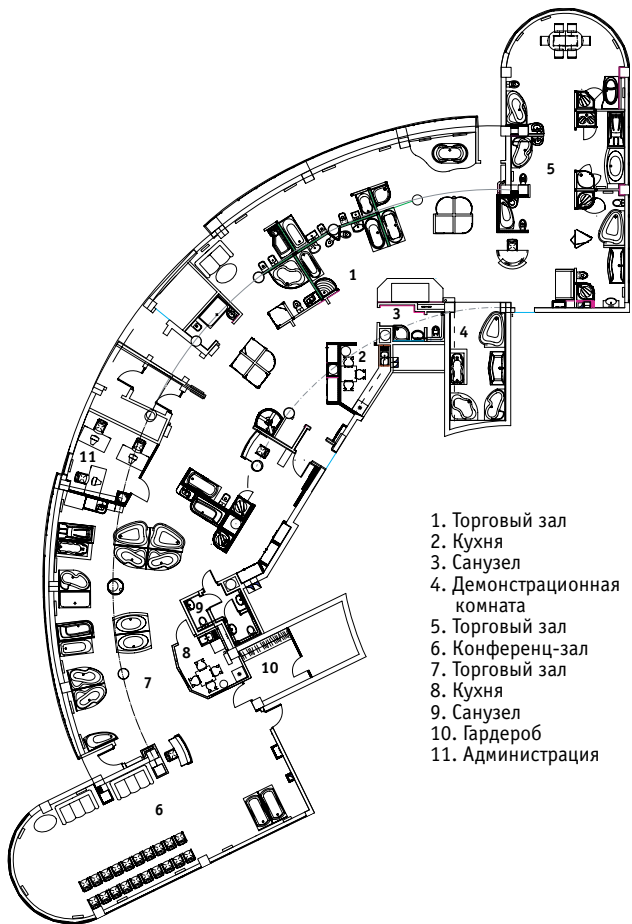 5
1
3
4
2
11
9
8
10
7
6
1. Торговый зал
2. Кухня
3. Санузел
4. Демонстрационная
комната
5. Торговый зал
6. Конференц-зал
7. Торговый зал
8. Кухня
9. Санузел
10. Гардероб
11. Администрация